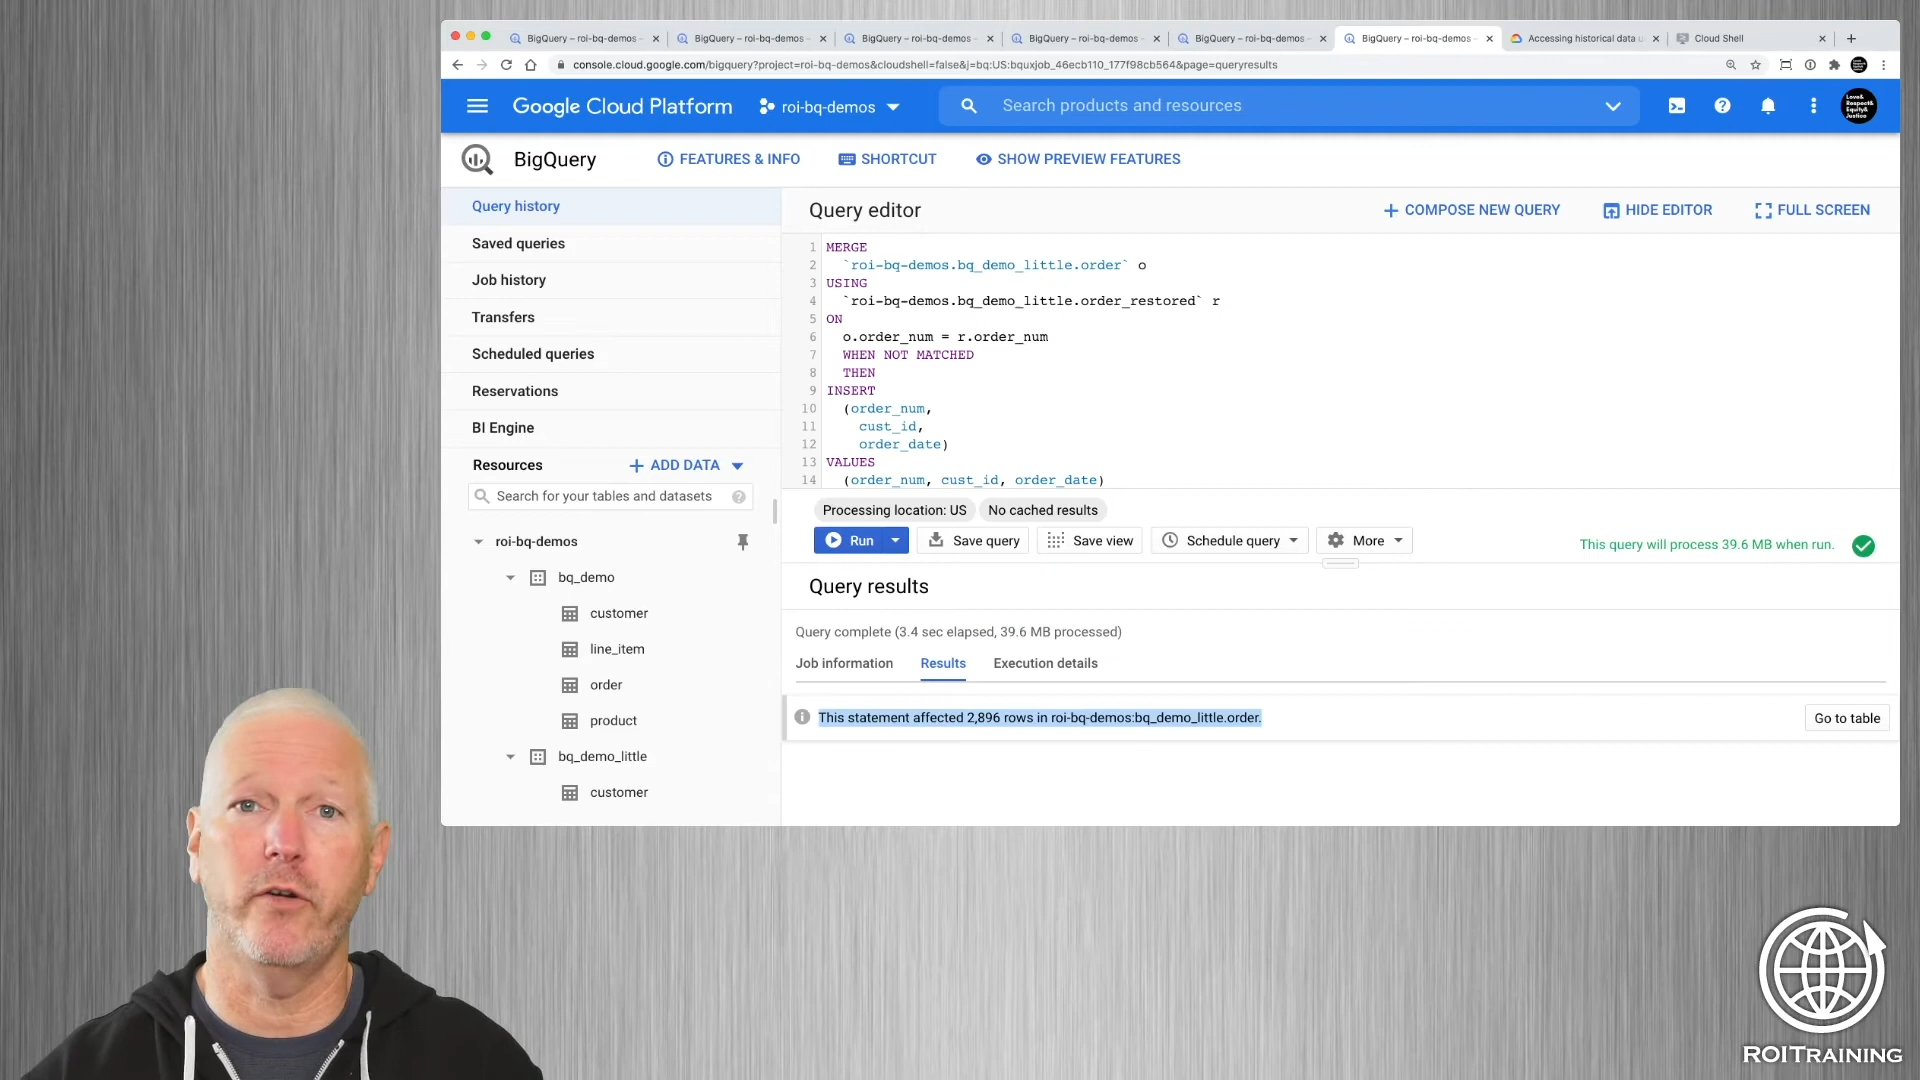 BigQuery – roi-bq-demos
BigQuery – roi-bq-demos
BigQuery – roi-bq-demos
BigQuery – roi-bq-demos
BigQuery – roi-bq-demos
BigQuery – roi-bq-demos
Accessing historical data u
Cloud Shell
console.cloud.google.com/bigquery?project=roi-bq-demos&cloudshell=false&j=bq:US:bquxjob_46ecb110_177f98cb564&page=queryresults
Google Cloud Platform
roi-bq-demos
Search products and resources
Love&
Respect&
Equity&
Justice
BigQuery
FEATURES & INFO
SHORTCUT
SHOW PREVIEW FEATURES
Query history
Saved queries
Job history
Transfers
Scheduled queries
Reservations
BI Engine
Resources
ADD DATA
Search for your tables and datasets
roi-bq-demos
bq_demo
customer
line_item
order
product
bq_demo_little
customer
Query editor
COMPOSE NEW QUERY
HIDE EDITOR
FULL SCREEN
1 MERGE
2 `roi-bq-demos.bq_demo_little.order` o
3 USING
4 `roi-bq-demos.bq_demo_little.order_restored` r
5 ON
6 o.order_num = r.order_num
7 WHEN NOT MATCHED
8 THEN
9 INSERT
10 (order_num,
11 cust_id,
12 order_date)
13 VALUES
14 (order_num, cust_id, order_date)
Processing location: US
No cached results
Run
Save query
Save view
Schedule query
More
This query will process 39.6 MB when run.
Query results
Query complete (3.4 sec elapsed, 39.6 MB processed)
Job information
Results
Execution details
This statement affected 2,896 rows in roi-bq-demos:bq_demo_little.order.
Go to table
ROITRAINING